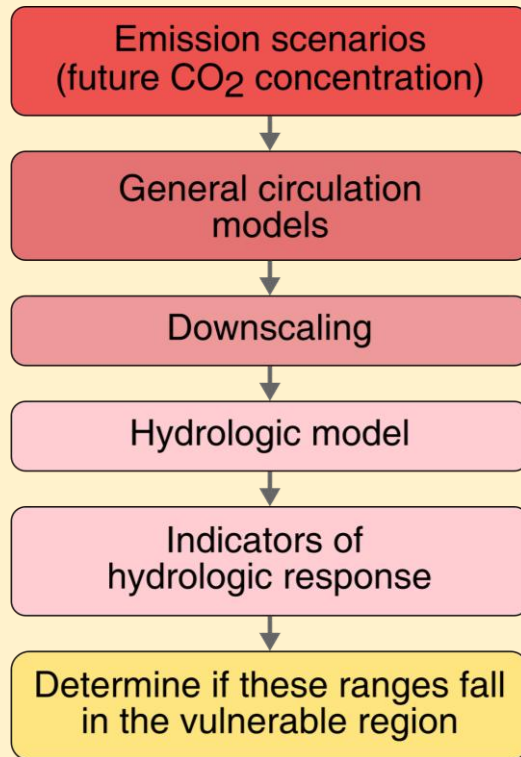 Emission scenarios
(future CO2 concentration)
General circulation
models
Downscaling
Hydrologic model
Indicators of
hydrologic response
Determine if these ranges fall
in the vulnerable region